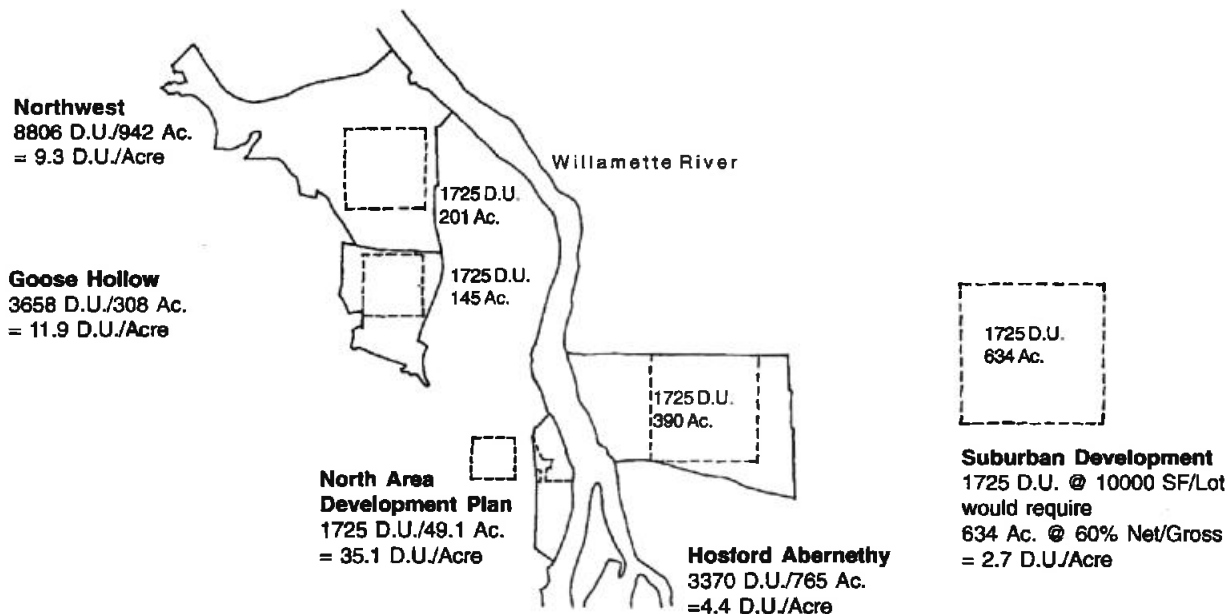 Northwest
8806 D.U./942 Ac.
= 9.3 D.U./Acre
Willamette River
1725 D.U.
201 Ac.
Goose Hollow
3658 D.U./308 Ac.
= 11.9 D.U./Acre
1725 D.U.
145 Ac.
1725 D.U.
634 Ac.
1725 D.U.
390 Ac.
North Area
Development Plan
1725 D.U./49.1 Ac.
= 35.1 D.U./Acre
Hosford Abernethy
3370 D.U./765 Ac.
=4.4 D.U./Acre
Suburban Development
1725 D.U. @ 10000 SF/Lot
would require
634 Ac. @ 60% Net/Gross
= 2.7 D.U./Acre